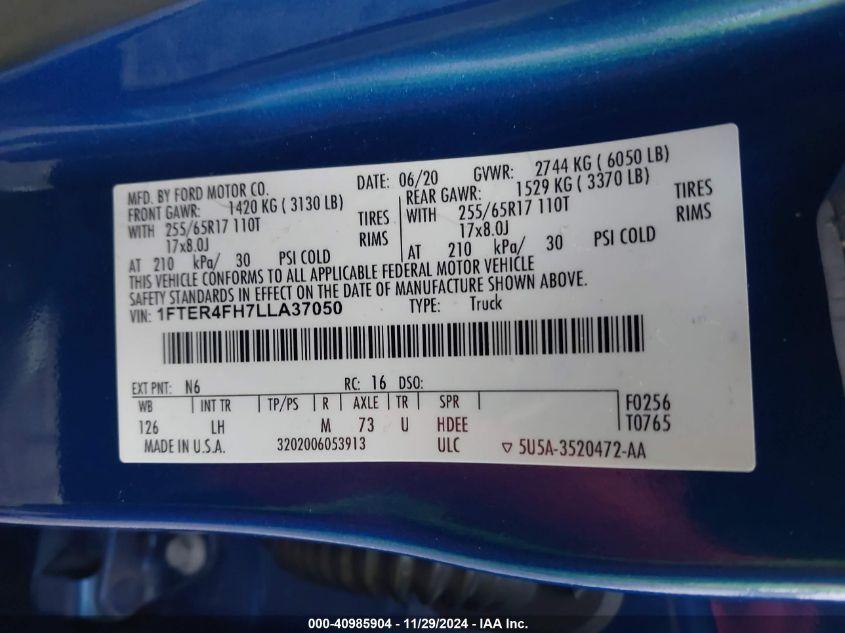 MFD. BY FORD MOTOR CO. DATE: 06/20 GVWR: 2744 KG ( 6050 LB)
FRONT GAWR: 1420 KG ( 3130 LB) REAR GAWR: 1529 KG ( 3370 LB)
WITH 255/65R17 110T TIRES WITH 255/65R17 110T TIRES
17x8.0J RIMS 17x8.0J RIMS
AT 210 kPa/ 30 PSI COLD AT 210 kPa/ 30 PSI COLD
THIS VEHICLE CONFORMS TO ALL APPLICABLE FEDERAL MOTOR VEHICLE
SAFETY STANDARDS IN EFFECT ON THE DATE OF MANUFACTURE SHOWN ABOVE.
VIN: 1FTER4FH7LLA37050 TYPE: Truck
EXT PNT: N6 RC: 16 DSO:
WB INT TR TP/PS R AXLE TR SPR F0256
126 LH M 73 U HDEE T0765
MADE IN U.S.A. 3202006053913 ULC ▽ 5U5A-3520472-AA
000-40985904 - 11/29/2024 - IAA Inc.